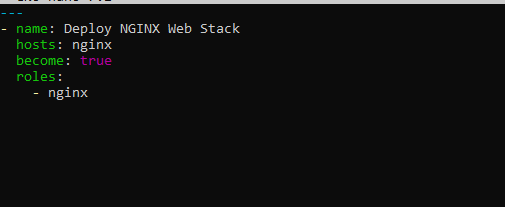 ---
- name: Deploy NGINX Web Stack
  hosts: nginx
  become: true
  roles:
    - nginx